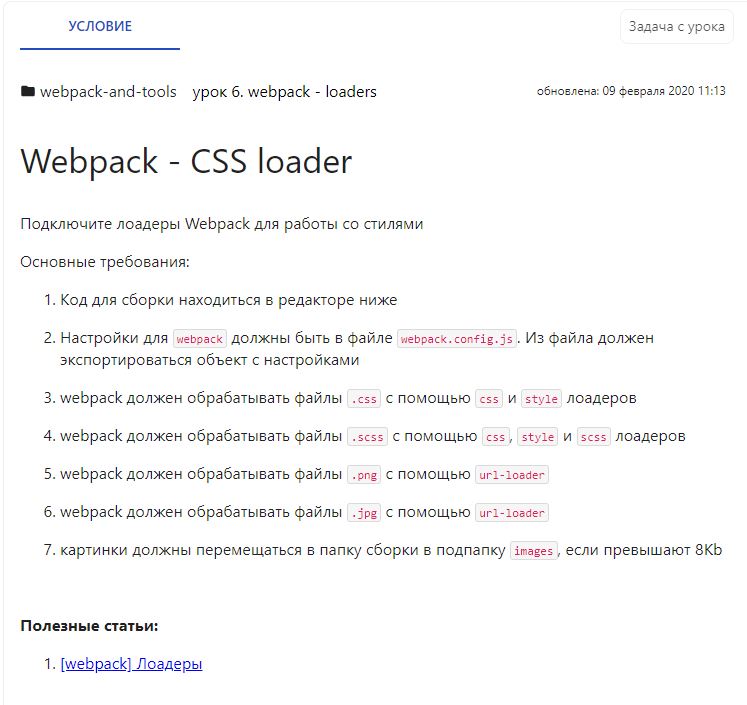 УСЛОВИЕ
Задача с урока
webpack-and-tools урок 6. webpack - loaders
обновлена: 09 февраля 2020 11:13
Webpack - CSS loader
Подключите лоадеры Webpack для работы со стилями
Основные требования:
1. Код для сборки находиться в редакторе ниже
2. Настройки для webpack должны быть в файле webpack.config.js. Из файла должен
экспортироваться объект с настройками
3. webpack должен обрабатывать файлы .css с помощью css и style лоадеров
4. webpack должен обрабатывать файлы .scss с помощью css, style и scss лоадеров
5. webpack должен обрабатывать файлы .png с помощью url-loader
6. webpack должен обрабатывать файлы .jpg с помощью url-loader
7. картинки должны перемещаться в папку сборки в подпапку images, если превышают 8Kb
Полезные статьи:
1. [webpack] Лоадеры